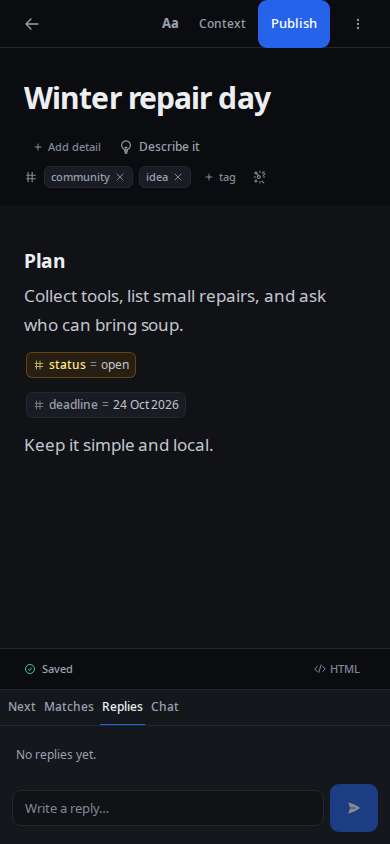 Aa Context Publish
Winter repair day
+ Add detail Describe it
# community × idea × + tag
Plan
Collect tools, list small repairs, and ask
who can bring soup.
# status = open
# deadline = 24 Oct 2026
Keep it simple and local.
Saved </> HTML
Next Matches Replies Chat
No replies yet.
Write a reply...